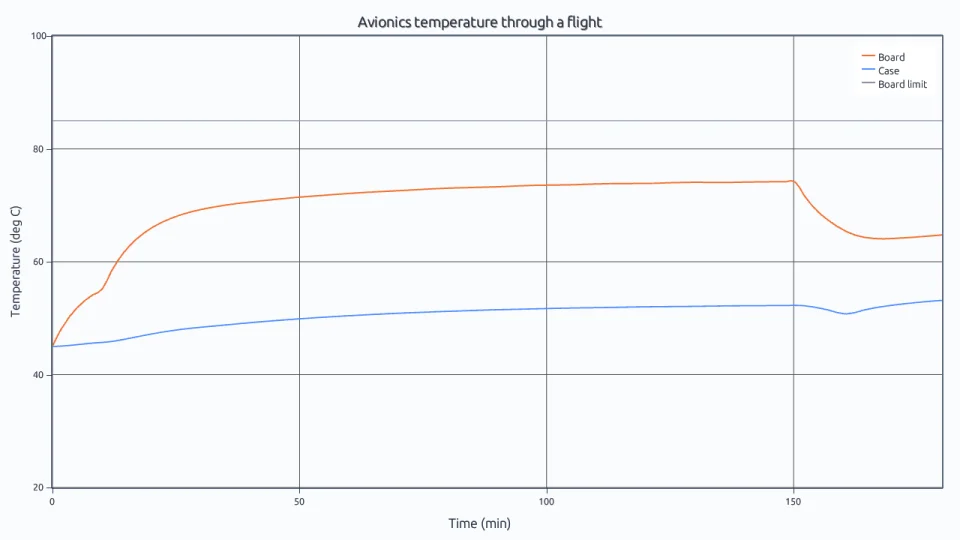 Avionics temperature through a flight
100
80
60
40
20
0
50
100
150
Temperature (deg C)
Time (min)
Board
Case
Board limit